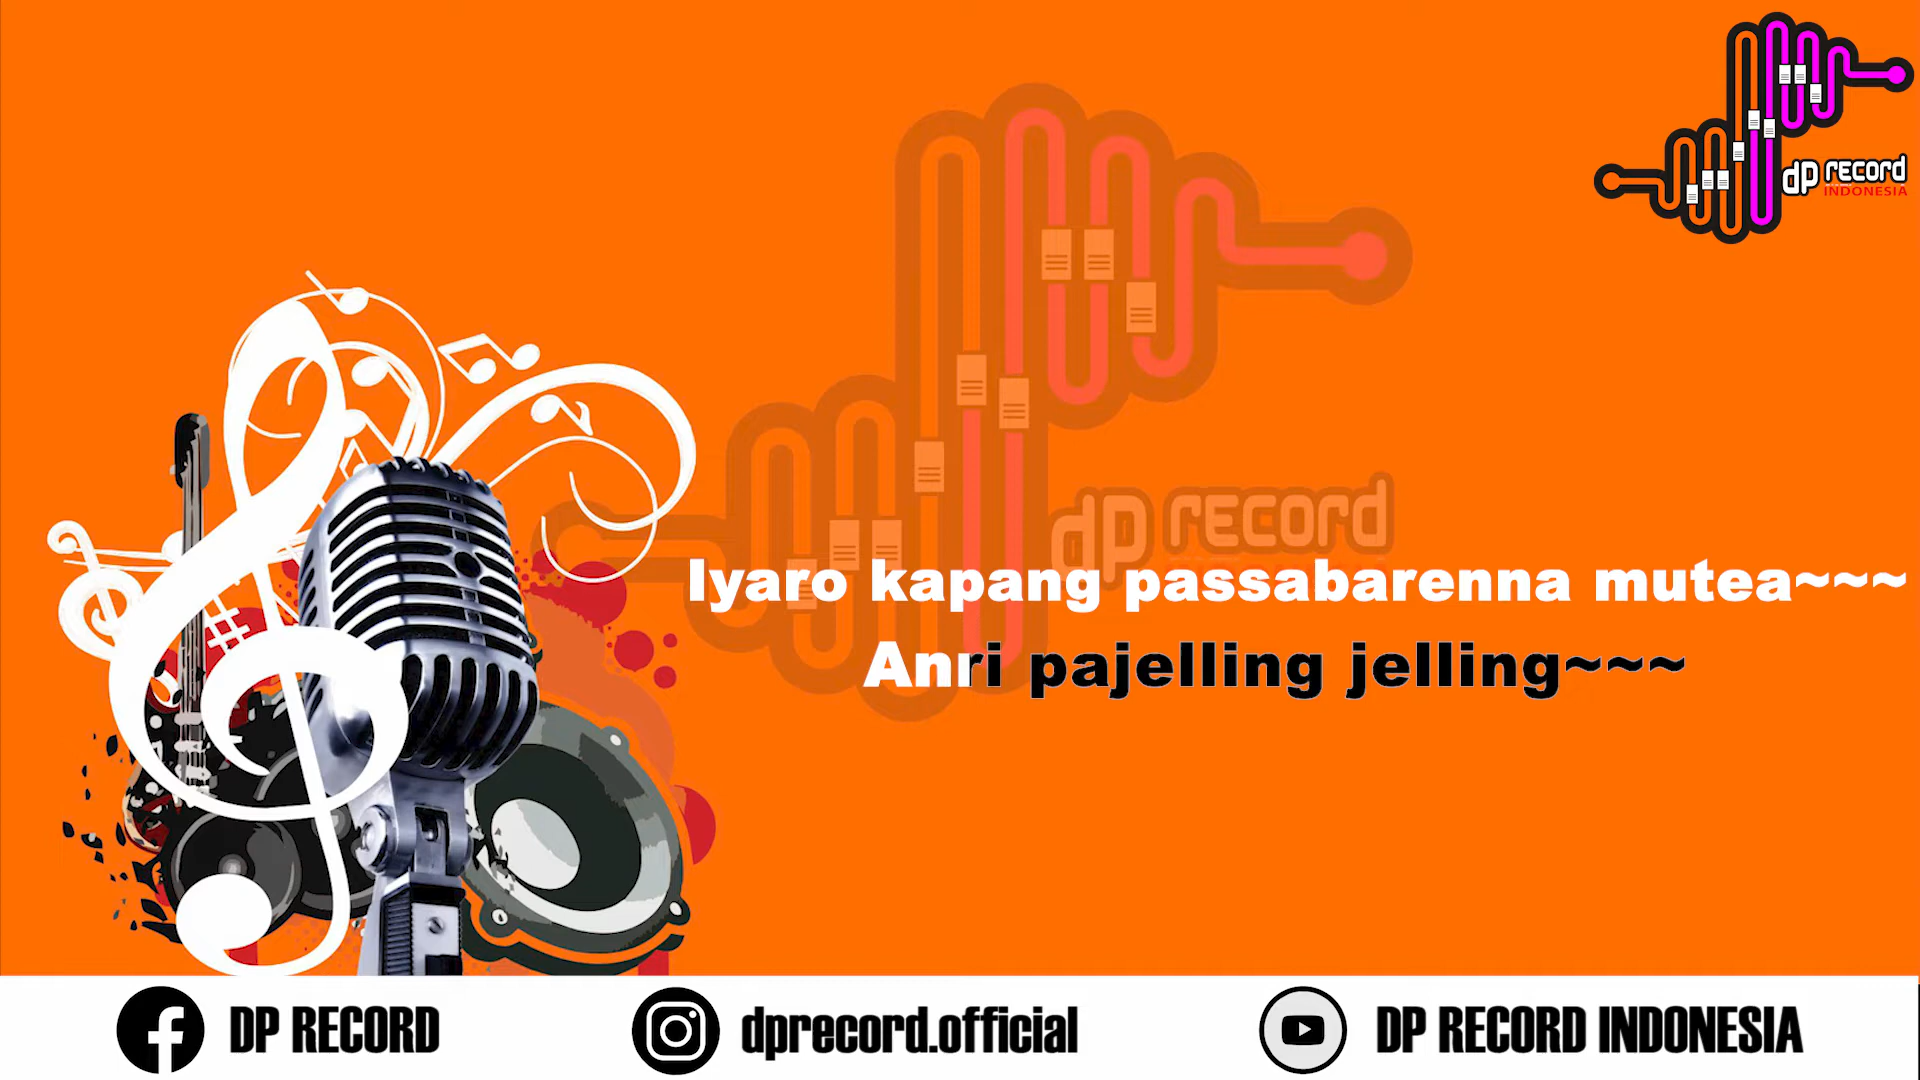 dp record
INDONESIA
dp record
Iyaro kapang passabarenna mutea~~~
Anri pajelling jelling~~~
DP RECORD
dprecord.official
DP RECORD INDONESIA